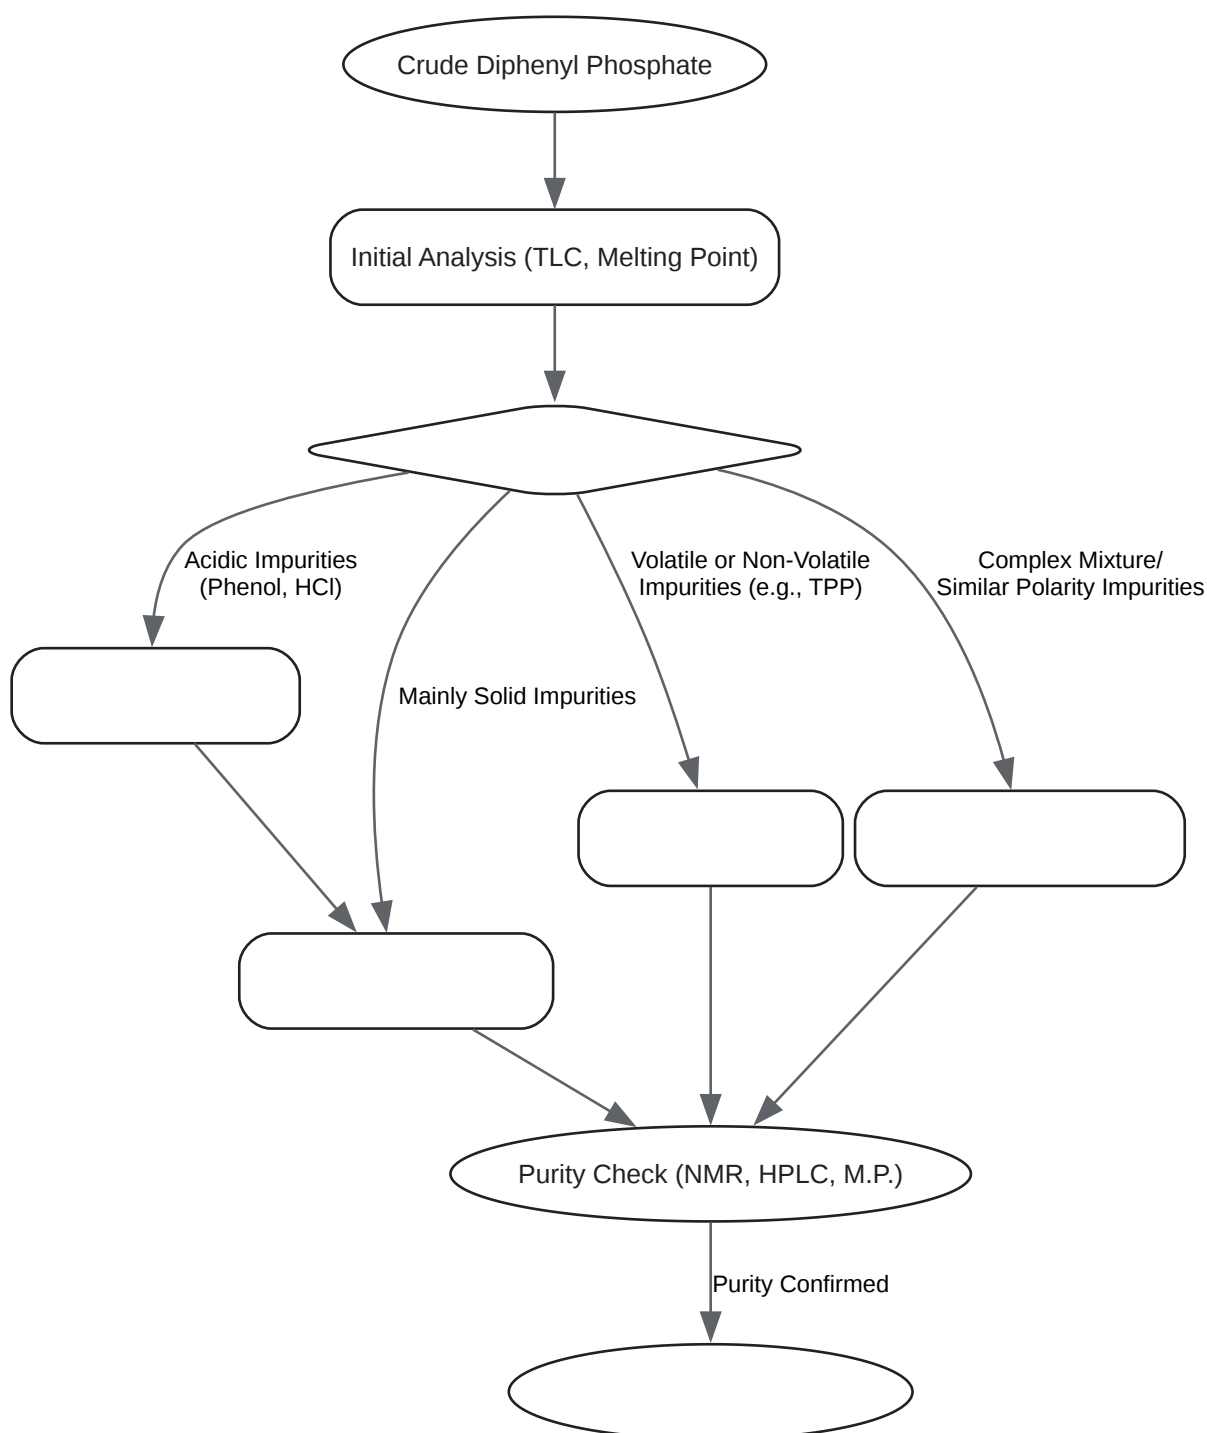 Crude Diphenyl Phosphate
Initial Analysis (TLC, Melting Point)
Acidic Impurities
(Phenol, HCl)
Volatile or Non-Volatile
Impurities (e.g., TPP)
Complex Mixture/
Similar Polarity Impurities
Mainly Solid Impurities
Purity Check (NMR, HPLC, M.P.)
Purity Confirmed